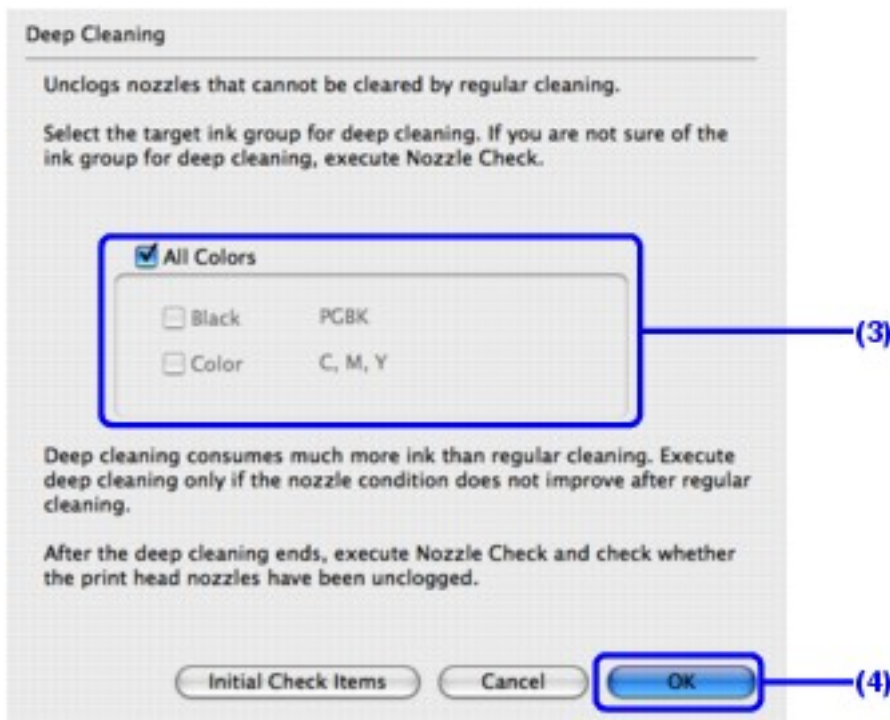 Deep Cleaning
Unclogs nozzles that cannot be cleared by regular cleaning.
Select the target ink group for deep cleaning. If you are not sure of the
ink group for deep cleaning, execute Nozzle Check.
All Colors
Black PGBK
(3)
Color C, M, Y
Deep cleaning consumes much more ink than regular cleaning. Execute
deep cleaning only if the nozzle condition does not improve after regular
cleaning.
After the deep cleaning ends, execute Nozzle Check and check whether
the print head nozzles have been unclogged.
Initial Check Items Cancel OK (4)